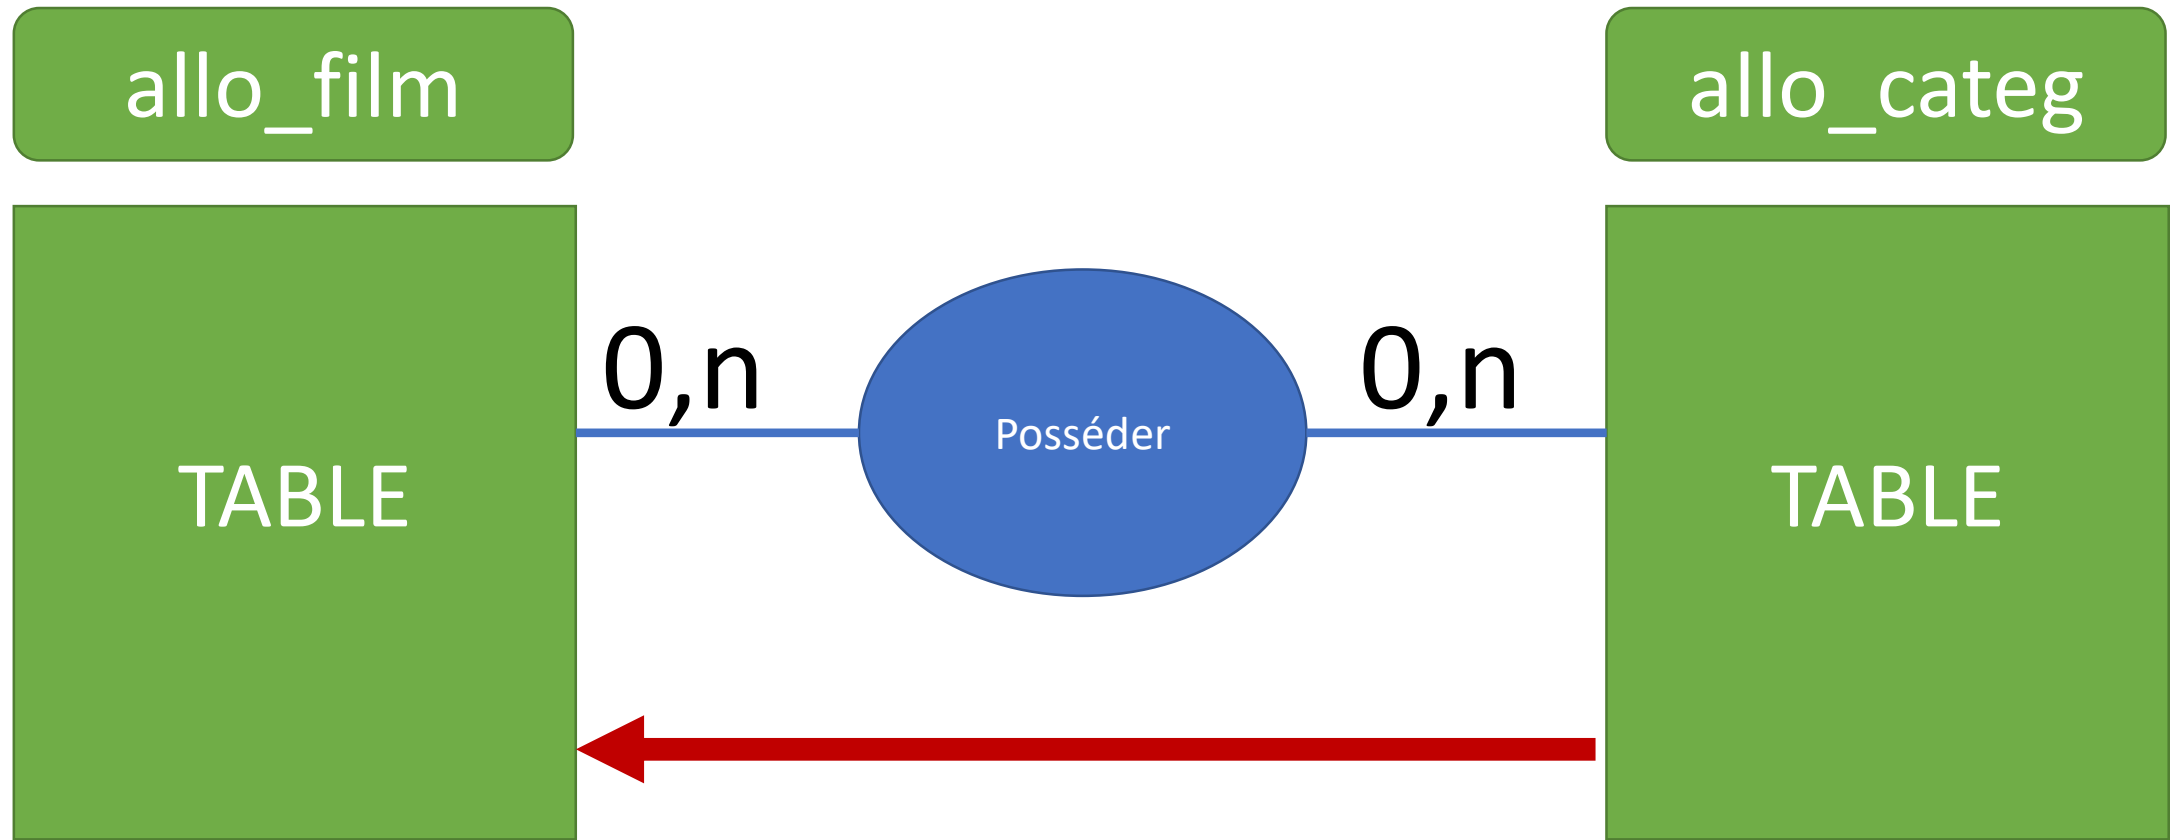 allo_film
allo_categ
0,n
0,n
Posséder
TABLE
TABLE